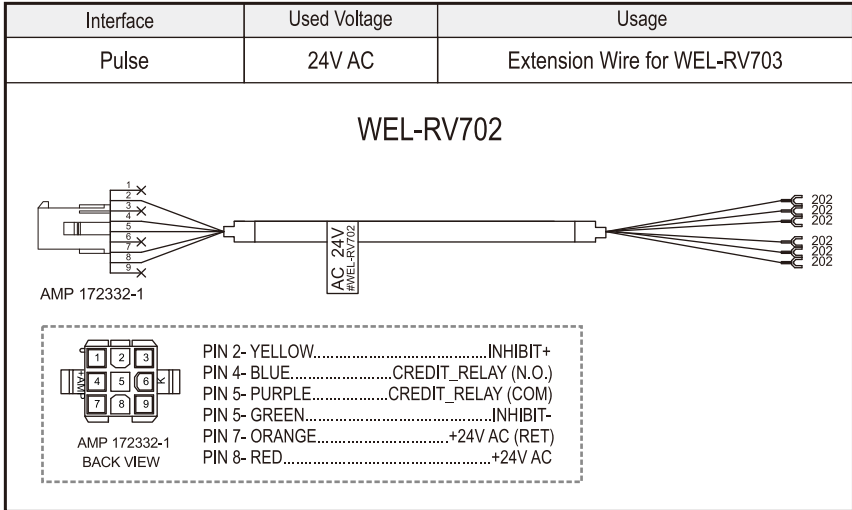 Interface Used Voltage Usage
Pulse 24V AC Extension Wire for WEL-RV703
WEL-RV702
1
2
3
4
5
6
7
8
9
202
202
202
202
202
202
AC 24V
#WEL-RV702
AMP 172332-1
1 2 3
4 5 6
7 8 9
+AMP
K
AMP 172332-1
BACK VIEW
PIN 2- YELLOW..............................INHIBIT+
PIN 4- BLUE.................CREDIT_RELAY (N.O.)
PIN 5- PURPLE.............CREDIT_RELAY (COM)
PIN 5- GREEN................................INHIBIT-
PIN 7- ORANGE.......................+24V AC (RET)
PIN 8- RED....................................+24V AC